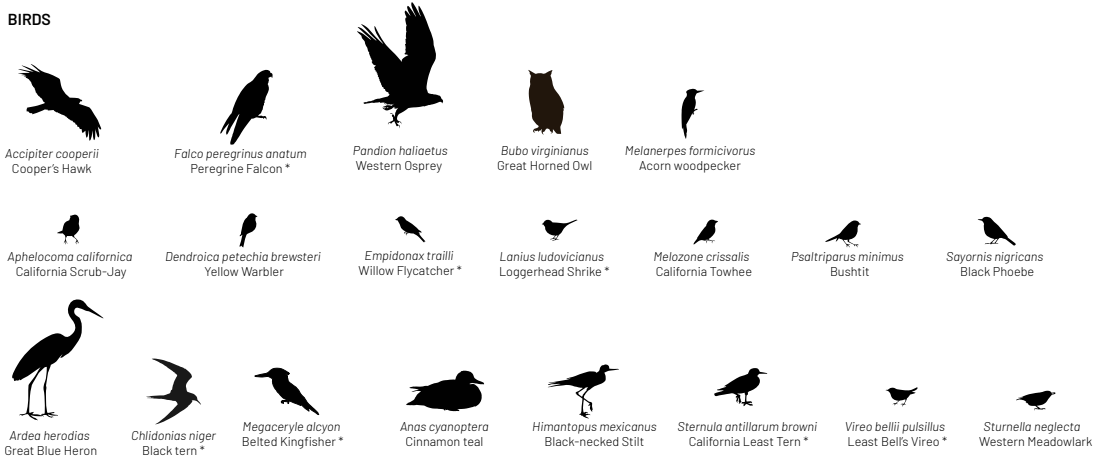 BIRDS
Accipiter cooperii
Cooper's Hawk
Falco peregrinus anatum
Peregrine Falcon *
Pandion haliaetus
Western Osprey
Bubo virginianus
Great Horned Owl
Melanerpes formicivorus
Acorn woodpecker
Aphelocoma californica
California Scrub-Jay
Dendroica petechia brewsteri
Yellow Warbler
Empidonax traillii
Willow Flycatcher *
Lanius ludovicianus
Loggerhead Shrike *
Melozone crissalis
California Towhee
Psaltriparus minimus
Bushtit
Sayornis nigricans
Black Phoebe
Ardea herodias
Great Blue Heron
Chlidonias niger
Black tern *
Megaceryle alcyon
Belted Kingfisher *
Anas cyanoptera
Cinnamon teal
Himantopus mexicanus
Black-necked Stilt
Sternula antillarum browni
California Least Tern *
Vireo bellii pulsillus
Least Bell's Vireo *
Sturnella neglecta
Western Meadowlark